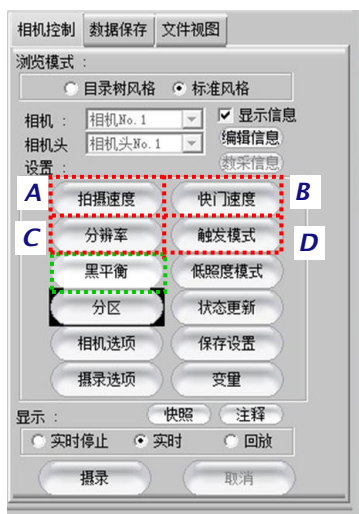 相机控制 数据保存 文件视图
浏览模式 :
目录树风格 标准风格
相机 : 相机No.1 显示信息
相机头 相机头No.1 编辑信息
设置 : 数采信息
A 拍摄速度 快门速度 B
C 分辨率 触发模式 D
黑平衡 低照度模式
分区 状态更新
相机选项 保存设置
摄录选项 变量
显示 : 快照 注释
实时停止 实时 回放
摄录 取消